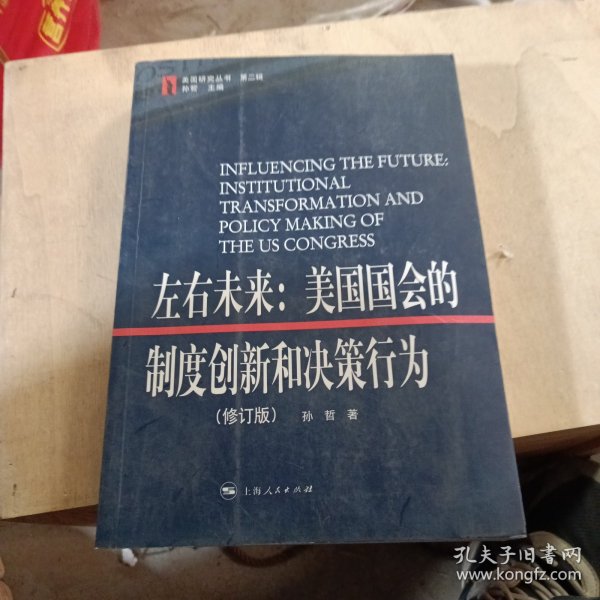 美国研究丛书 第三辑
孙哲 主编
INFLUENCING THE FUTURE:
INSTITUTIONAL
TRANSFORMATION AND
POLICY MAKING OF
THE US CONGRESS
左右未来：美国国会的
制度创新和决策行为
（修订版） 孙哲 著
上海人民出版社
孔夫子旧书网
www.kongfz.com